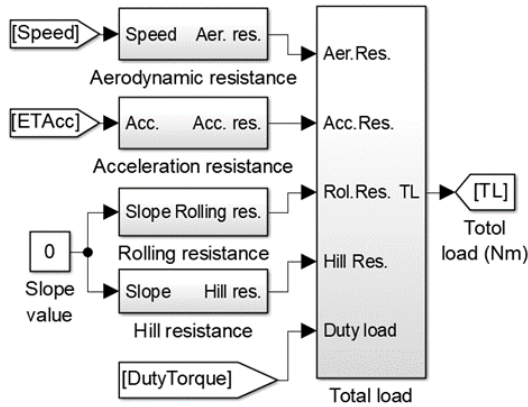 [Speed]
Speed Aer. res.
Aer.Res.
Aerodynamic resistance
[ETAcc]
Acc. Acc. res.
Acc.Res.
Acceleration resistance
Slope Rolling res.
Rol.Res. TL
[TL]
Rolling resistance
Totol
load (Nm)
0
Slope
value
Slope Hill res.
Hill Res.
Hill resistance
Duty load
[DutyTorque]
Total load